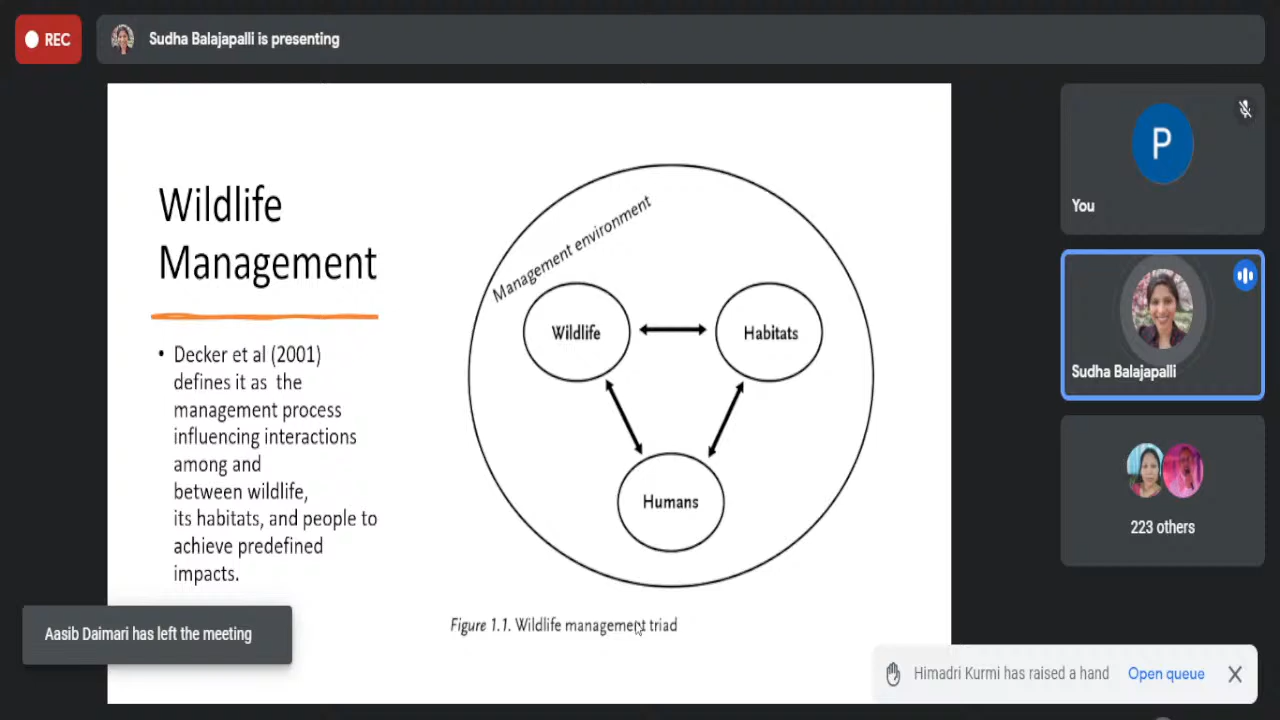 REC
Sudha Balajapalli is presenting
Wildlife
Management
• Decker et al (2001)
defines it as the
management process
influencing interactions
among and
between wildlife,
its habitats, and people to
achieve predefined
impacts.
Management environment
Wildlife
Habitats
Humans
Figure 1.1. Wildlife management triad
P
You
Sudha Balajapalli
223 others
Aasib Daimari has left the meeting
Himadri Kurmi has raised a hand Open queue